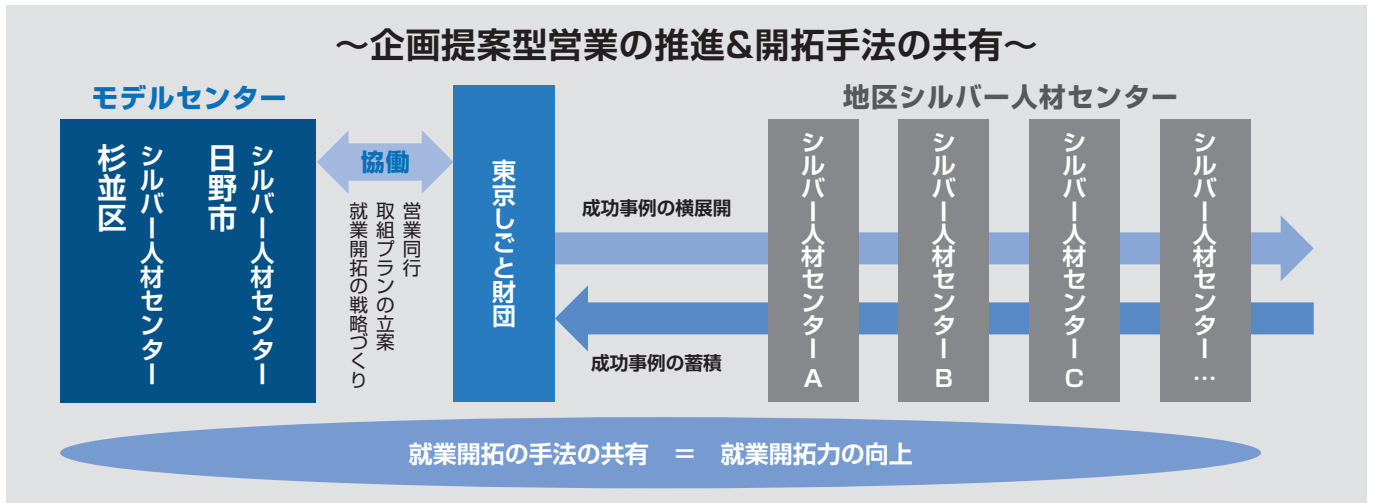 ～企画提案型営業の推進&開拓手法の共有～
モデルセンター
日野市
シルバー人材センター
杉並区
シルバー人材センター
協働
営業同行
取組プランの立案
就業開拓の戦略づくり
東京しごと財団
成功事例の横展開
成功事例の蓄積
地区シルバー人材センター
シルバー人材センターA
シルバー人材センターB
シルバー人材センターC
シルバー人材センター…
就業開拓の手法の共有　＝　就業開拓力の向上